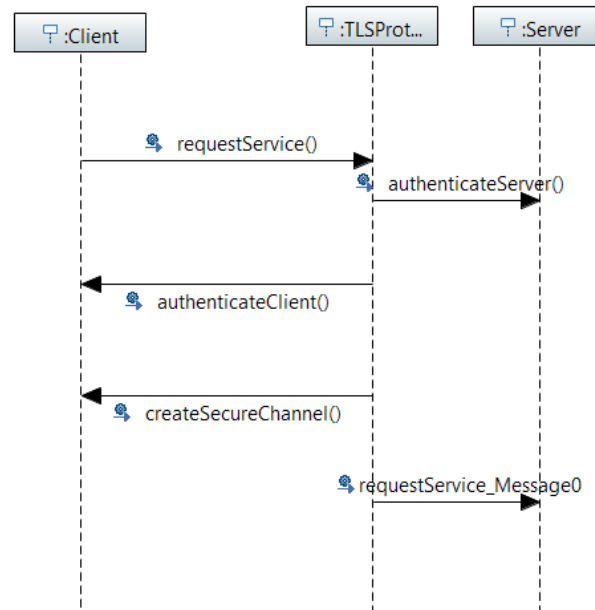 :Client
:TLSProt...
:Server
requestService()
authenticateServer()
authenticateClient()
createSecureChannel()
requestService_Message0